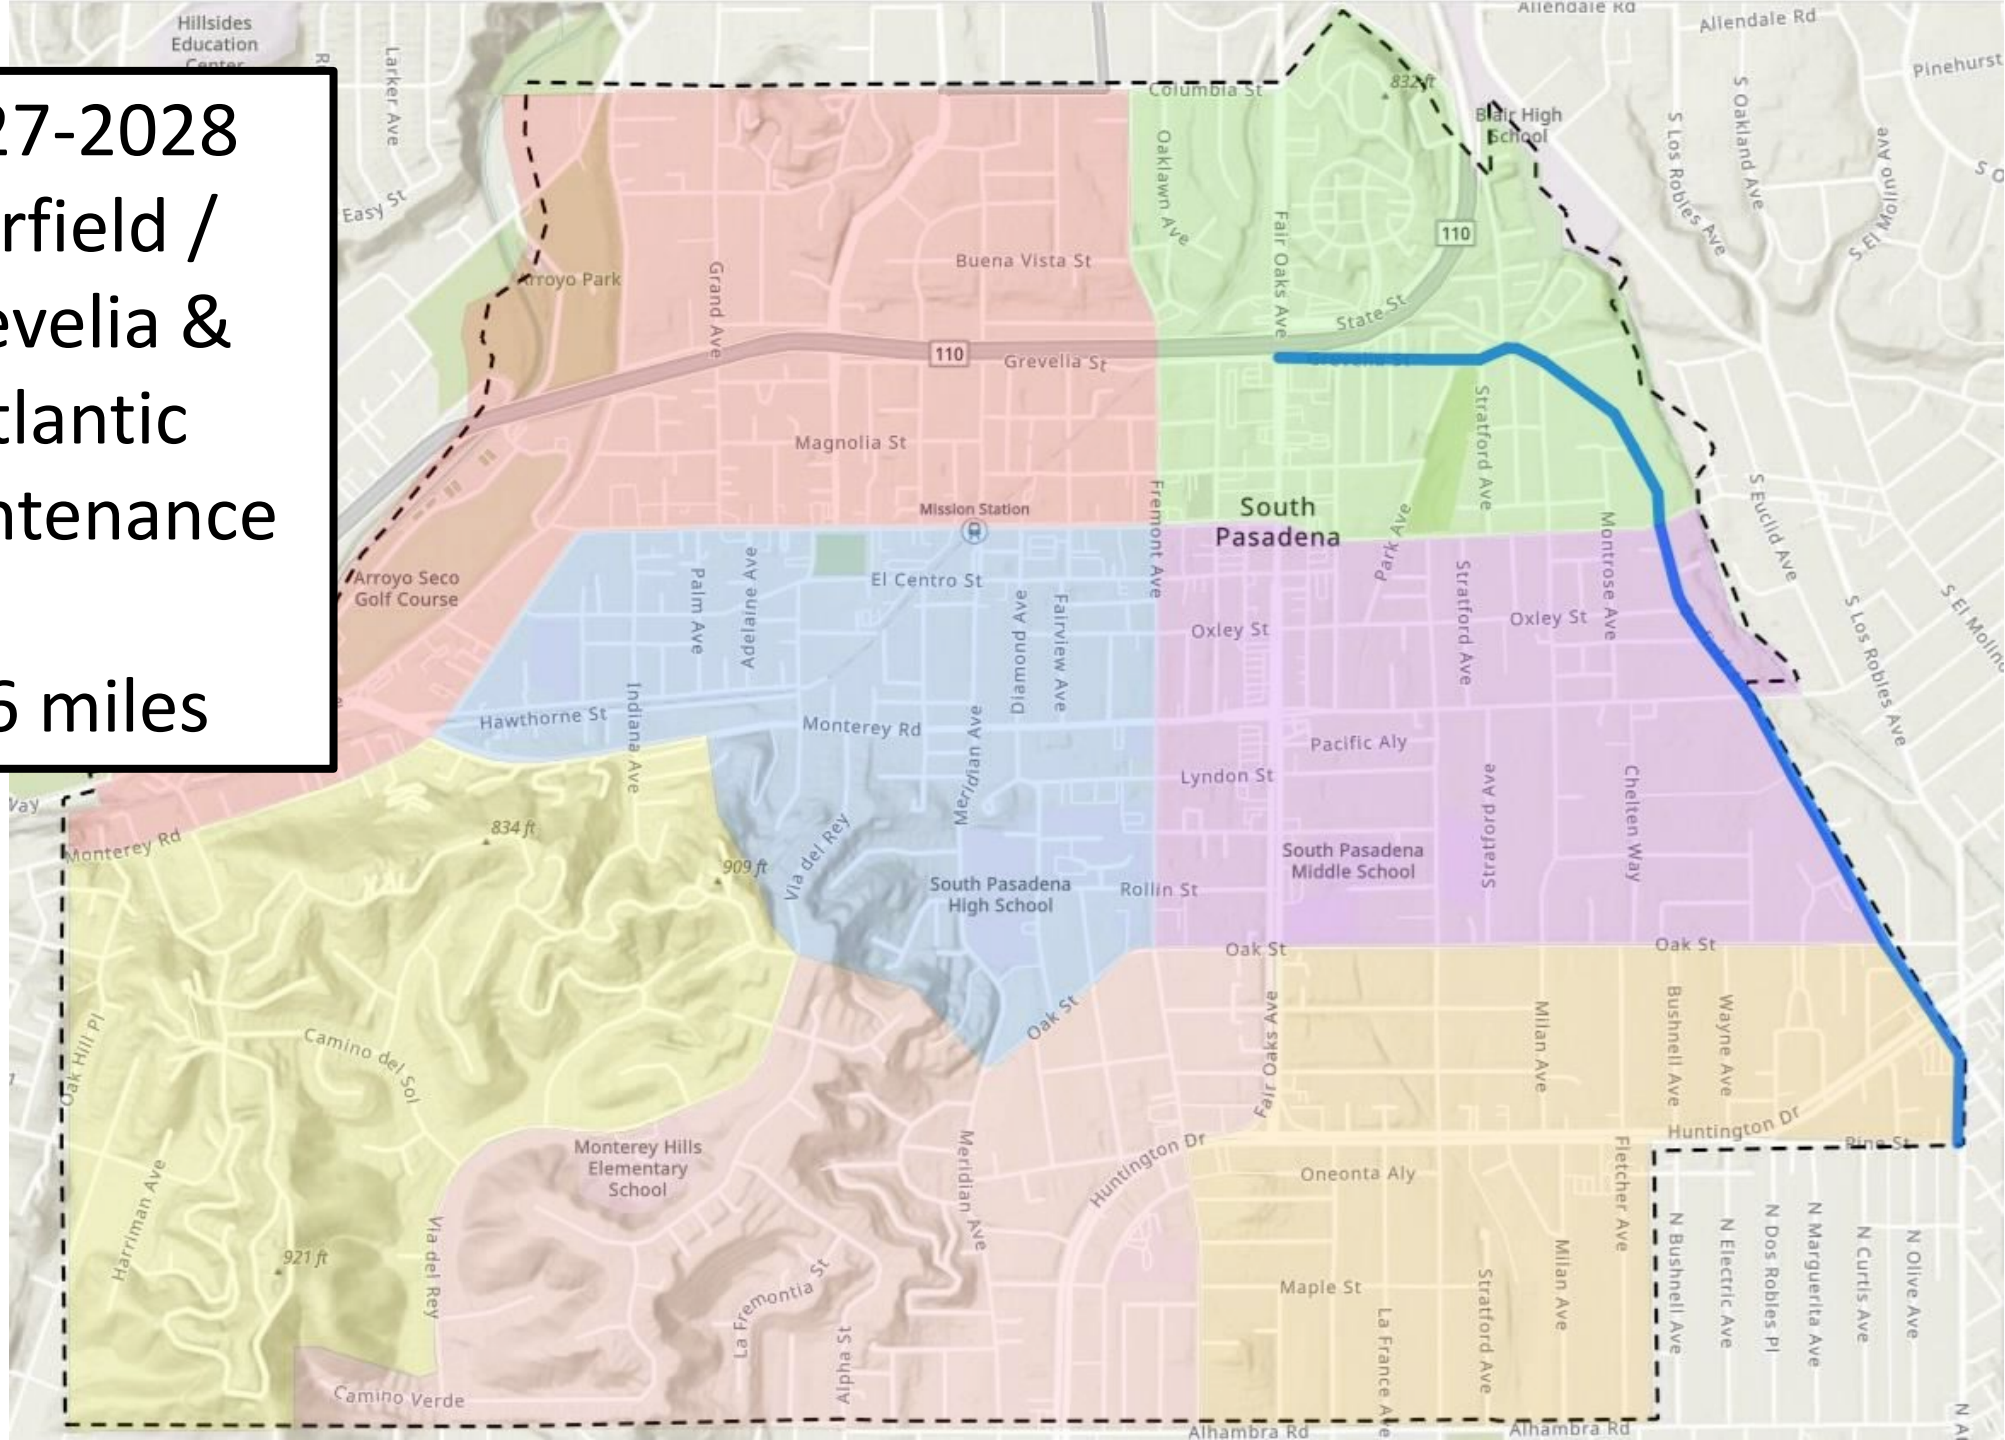 27-2028
rfield /
evelia &
tlantic
ntenance
6 miles
Hillsides
Education
Center
Larker Ave
Easy St
Allendale Rd
Allendale Rd
Pinehurst
Columbia St
832 ft
Blair High
School
S Oakland Ave
S Los Robles Ave
S El Molino Ave
Oaklawn Ave
Fair Oaks Ave
110
Buena Vista St
Arroyo Park
Grand Ave
State St
110
Grevelia St
Grevelia St
Magnolia St
Stratford Ave
Mission Station
Fremont Ave
South
Pasadena
Park Ave
Montrose Ave
S Euclid Ave
Arroyo Seco
Golf Course
Palm Ave
Adelaine Ave
El Centro St
Diamond Ave
Fairview Ave
Oxley St
Stratford Ave
Oxley St
S Los Robles Ave
S El Molino
Hawthorne St
Indiana Ave
Monterey Rd
Meridian Ave
Pacific Aly
Lyndon St
Stratford Ave
Chelten Way
Way
Monterey Rd
834 ft
909 ft
Via del Rey
South Pasadena
High School
Rollin St
South Pasadena
Middle School
Oak St
Oak St
Oak Hill Pl
Camino del Sol
Oak St
Fair Oaks Ave
Milan Ave
Bushnell Ave
Wayne Ave
Huntington Dr
Pine St
Monterey Hills
Elementary
School
Meridian Ave
Huntington Dr
Oneonta Aly
Fletcher Ave
Harriman Ave
921 ft
Via del Rey
La Fremontia St
Alpha St
Maple St
La France Ave
Stratford Ave
Milan Ave
N Bushnell Ave
N Electric Ave
N Dos Robles Pl
N Marguerita Ave
N Curtis Ave
N Olive Ave
Camino Verde
Alhambra Rd
Alhambra Rd